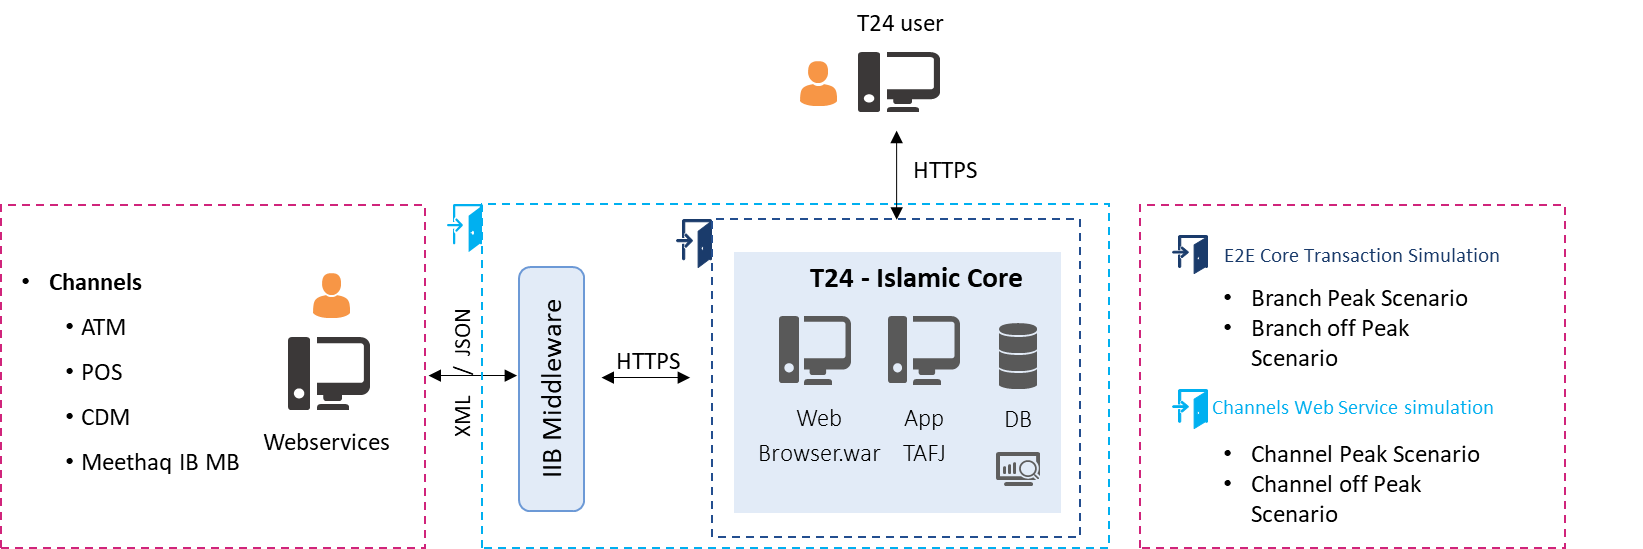 T24 user
HTTPS
• Channels
• ATM
• POS
• CDM
• Meethaq IB MB
Webservices
XML / JSON
IIB Middleware
HTTPS
T24 - Islamic Core
Web
Browser.war
App
TAFJ
DB
E2E Core Transaction Simulation
• Branch Peak Scenario
• Branch off Peak
Scenario
Channels Web Service simulation
• Channel Peak Scenario
• Channel off Peak
Scenario